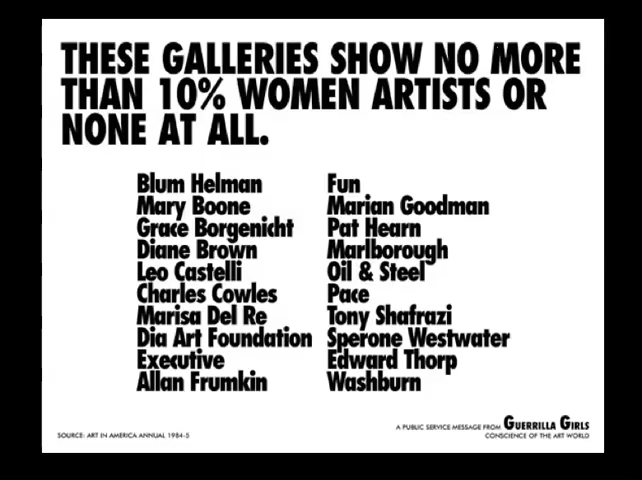 THESE GALLERIES SHOW NO MORE
THAN 10% WOMEN ARTISTS OR
NONE AT ALL.
Blum Helman
Mary Boone
Grace Borgenicht
Diane Brown
Leo Castelli
Charles Cowles
Marisa Del Re
Dia Art Foundation
Executive
Allan Frumkin
Fun
Marian Goodman
Pat Hearn
Marlborough
Oil & Steel
Pace
Tony Shafrazi
Sperone Westwater
Edward Thorp
Washburn
SOURCE: ART IN AMERICA ANNUAL 1984-5
A PUBLIC SERVICE MESSAGE FROM GUERRILLA GIRLS
CONSCIENCE OF THE ART WORLD